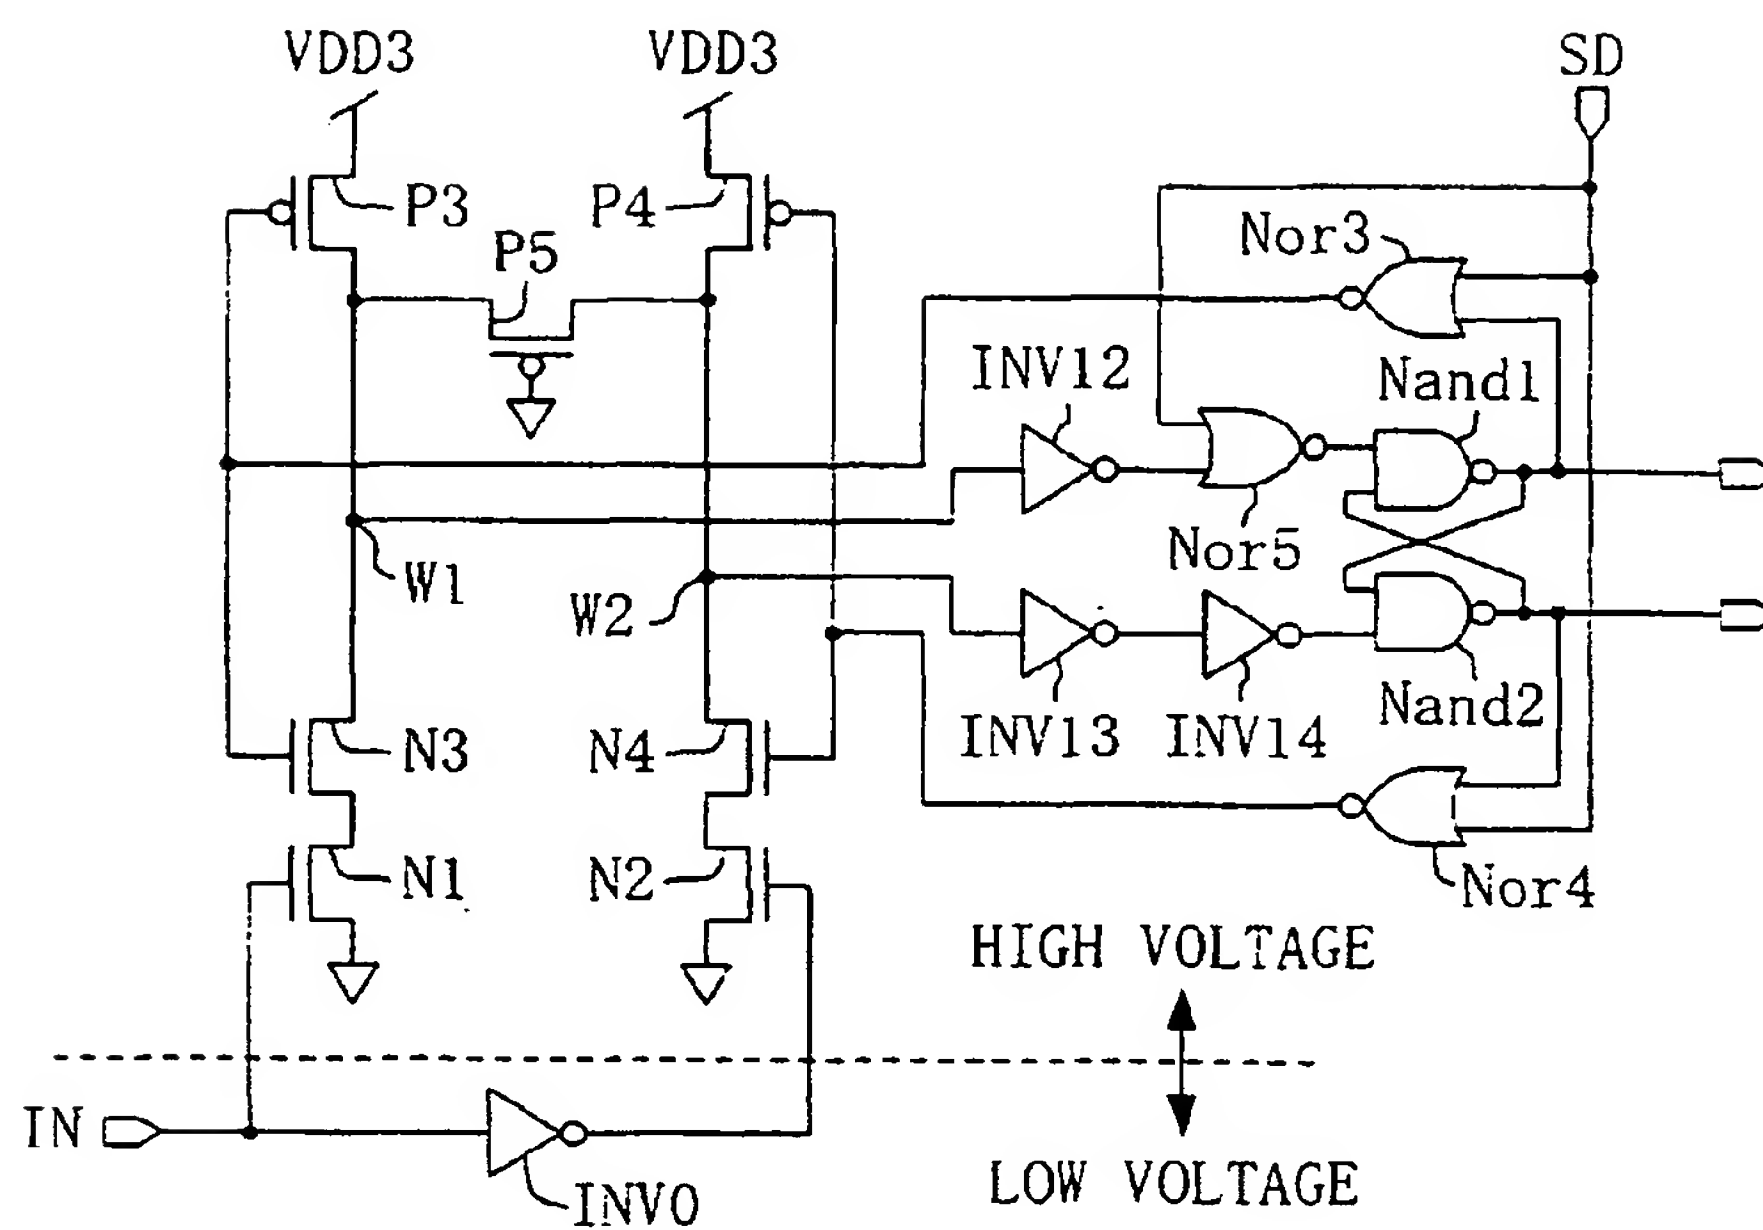 VDD3
VDD3
SD
P3
P4
P5
Nor3
INV12
Nand1
Nor5
W1
W2
INV13
INV14
Nand2
N3
N4
N1
N2
Nor4
HIGH VOLTAGE
IN
LOW VOLTAGE
INV0